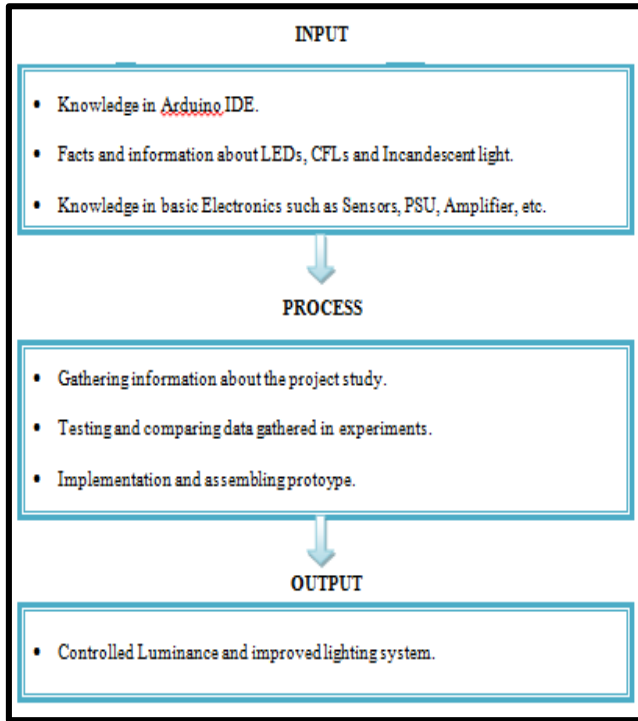 INPUT
• Knowledge in Arduino IDE.
• Facts and information about LEDs, CFLs and Incandescent light.
• Knowledge in basic Electronics such as Sensors, PSU, Amplifier, etc.
PROCESS
• Gathering information about the project study.
• Testing and comparing data gathered in experiments.
• Implementation and assembling protoype.
OUTPUT
• Controlled Luminance and improved lighting system.